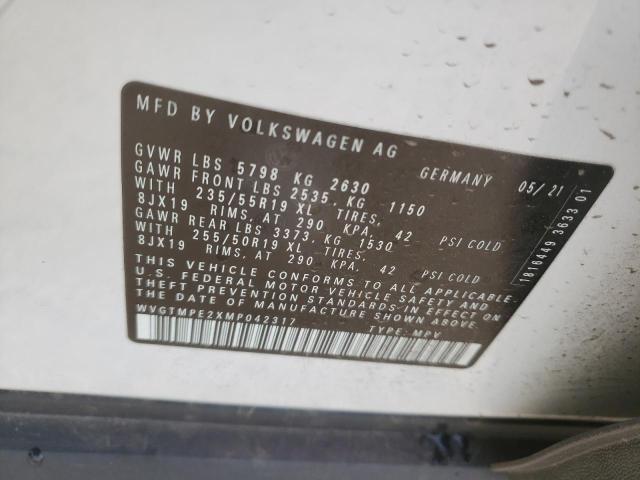 MFD BY VOLKSWAGEN AG GERMANY 05/21
GVWR LBS 5798 KG 2630
GAWR FRONT LBS 2535, KG 1150
WITH 235/55R19 XL TIRES,
8JX19 RIMS, AT 290 KPA, 42 PSI COLD
GAWR REAR LBS 3373, KG 1530
WITH 255/50R19 XL TIRES,
8JX19 RIMS, AT 290 KPA, 42 PSI COLD
THIS VEHICLE CONFORMS TO ALL APPLICABLE
U.S. FEDERAL MOTOR VEHICLE SAFETY AND
THEFT PREVENTION STANDARDS IN EFFECT ON
THE DATE OF MANUFACTURE SHOWN ABOVE.
WVGTMPE2XMP042317 TYPE:MPV
1816449 3633 01